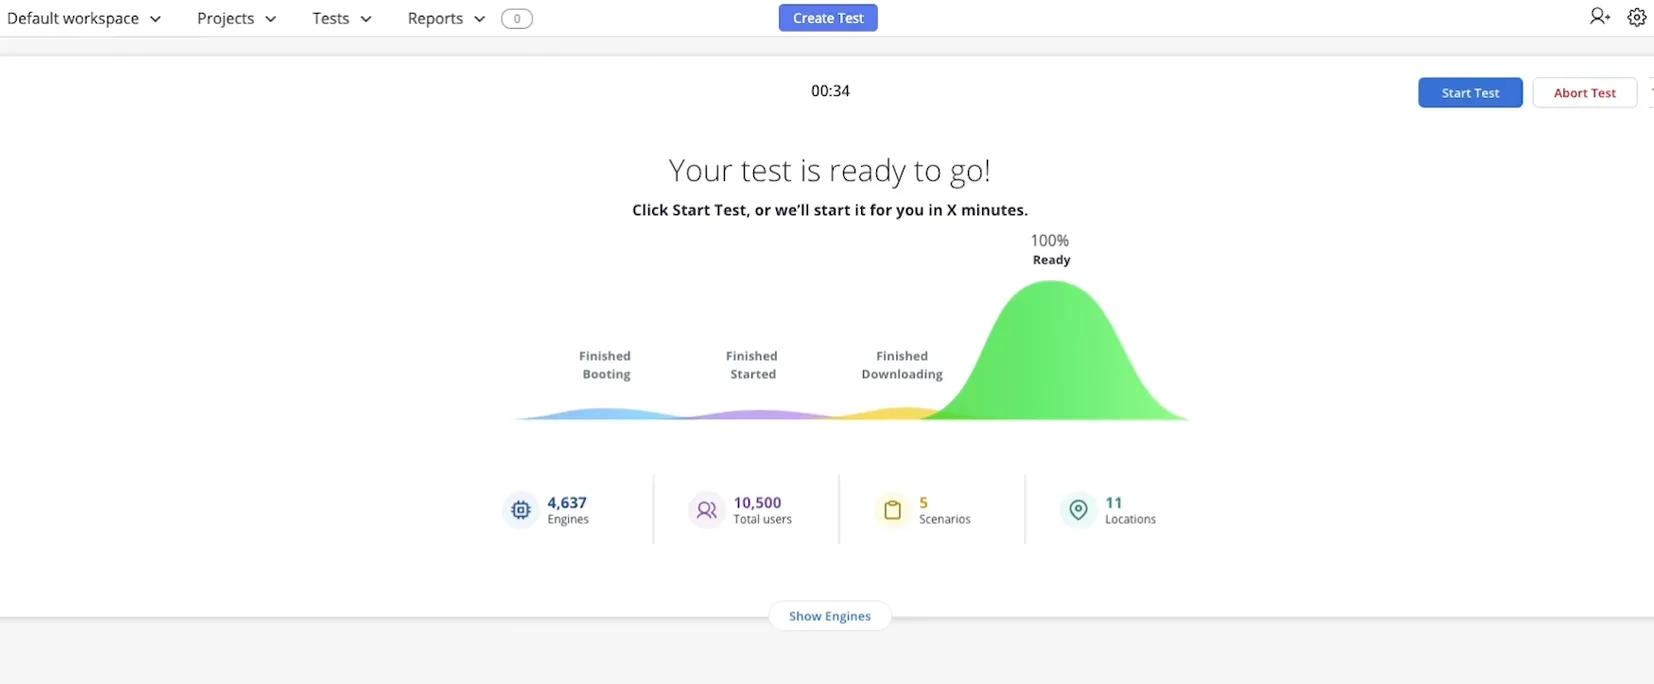 Default workspace Projects Tests Reports 0 Create Test
00:34
Start Test Abort Test
Your test is ready to go!
Click Start Test, or we’ll start it for you in X minutes.
100%
Ready
Finished
Booting
Finished
Started
Finished
Downloading
4,637
Engines
10,500
Total users
5
Scenarios
11
Locations
Show Engines